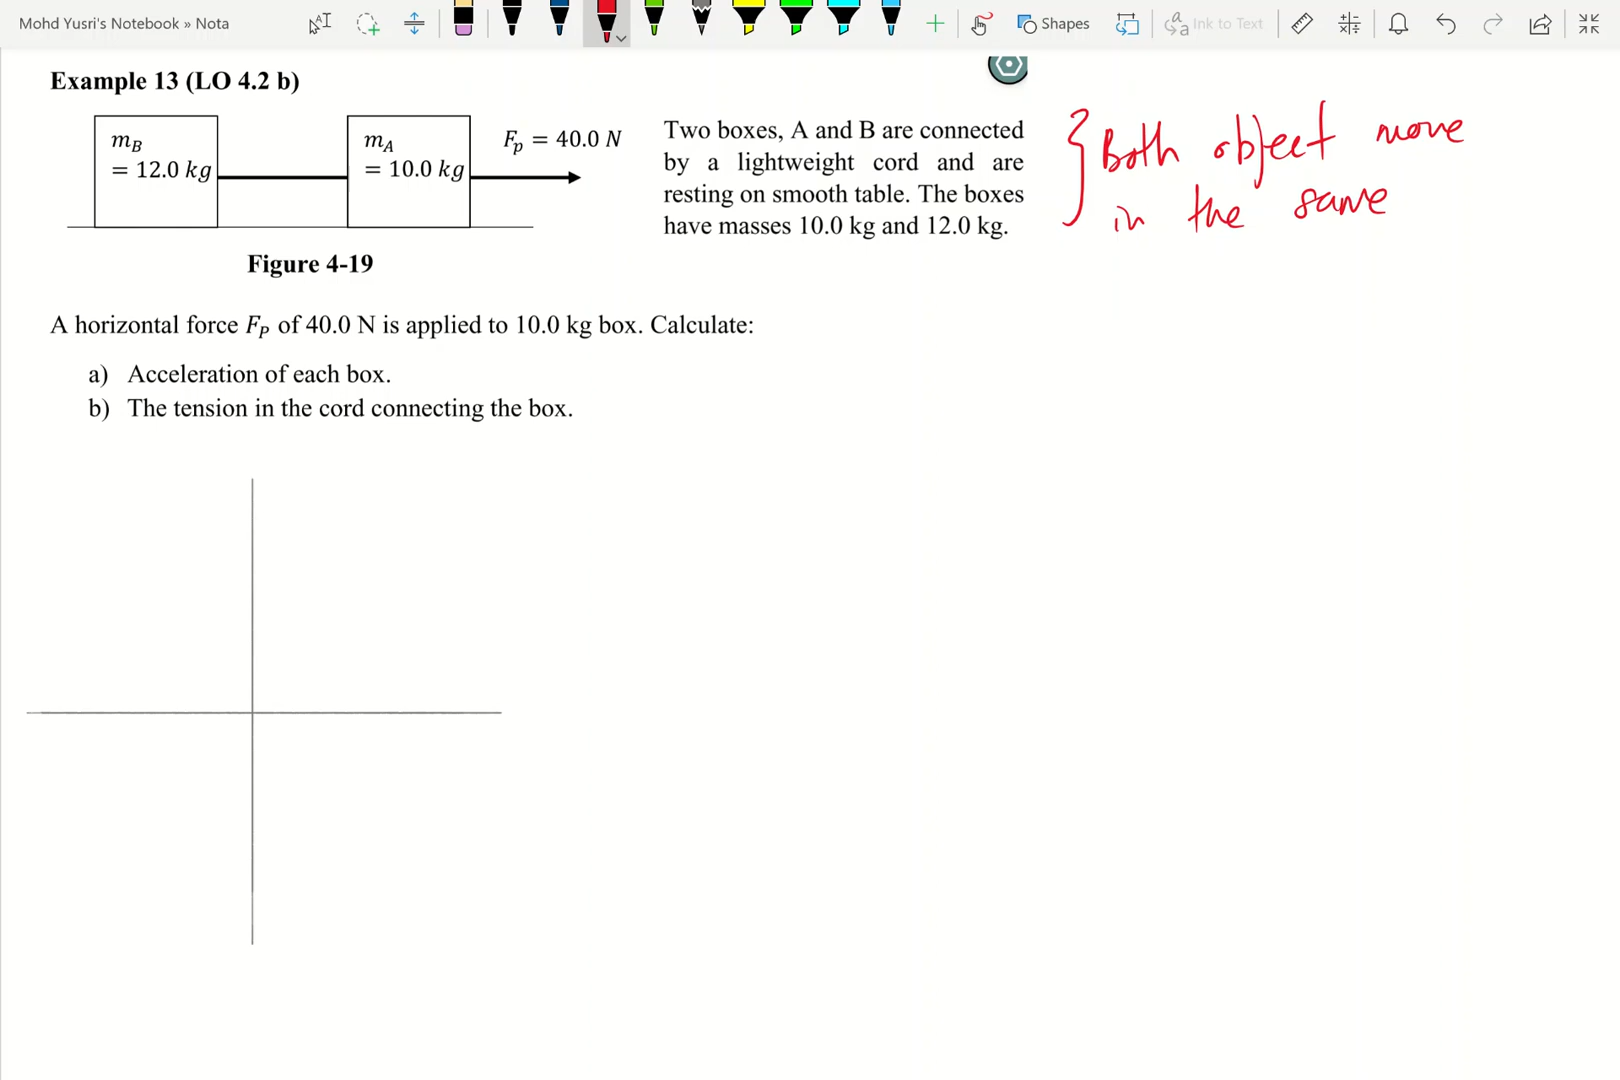 Mohd Yusri's Notebook » Nota
Shapes
Ink to Text
Example 13 (LO 4.2 b)
m_B = 12.0 kg
m_A = 10.0 kg
F_p = 40.0 N
Figure 4-19
Two boxes, A and B are connected
by a lightweight cord and are
resting on smooth table. The boxes
have masses 10.0 kg and 12.0 kg.
Both object move
in the same
A horizontal force F_P of 40.0 N is applied to 10.0 kg box. Calculate:
a) Acceleration of each box.
b) The tension in the cord connecting the box.